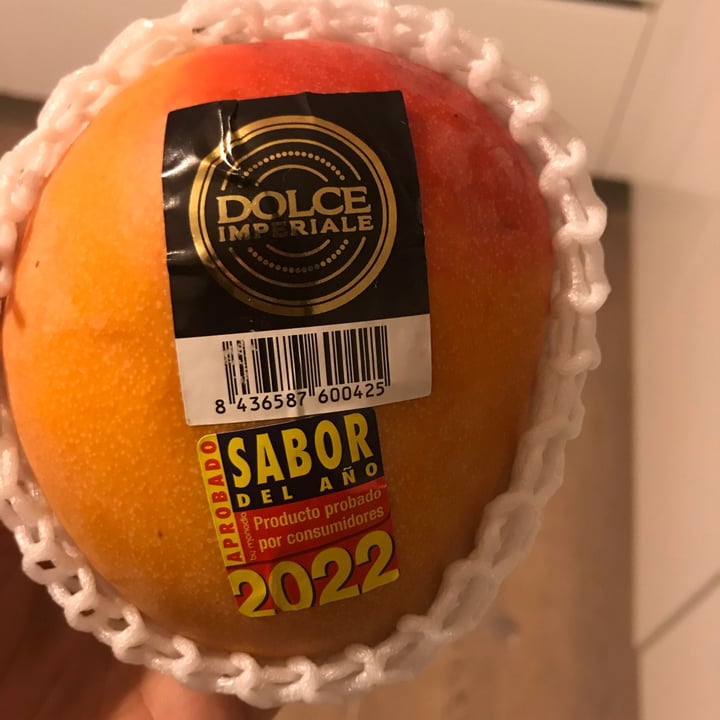 DOLCE
IMPERIALE
8 436587 600425
APROBADO
SABOR
DEL AÑO
Producto probado
por consumidores
2022